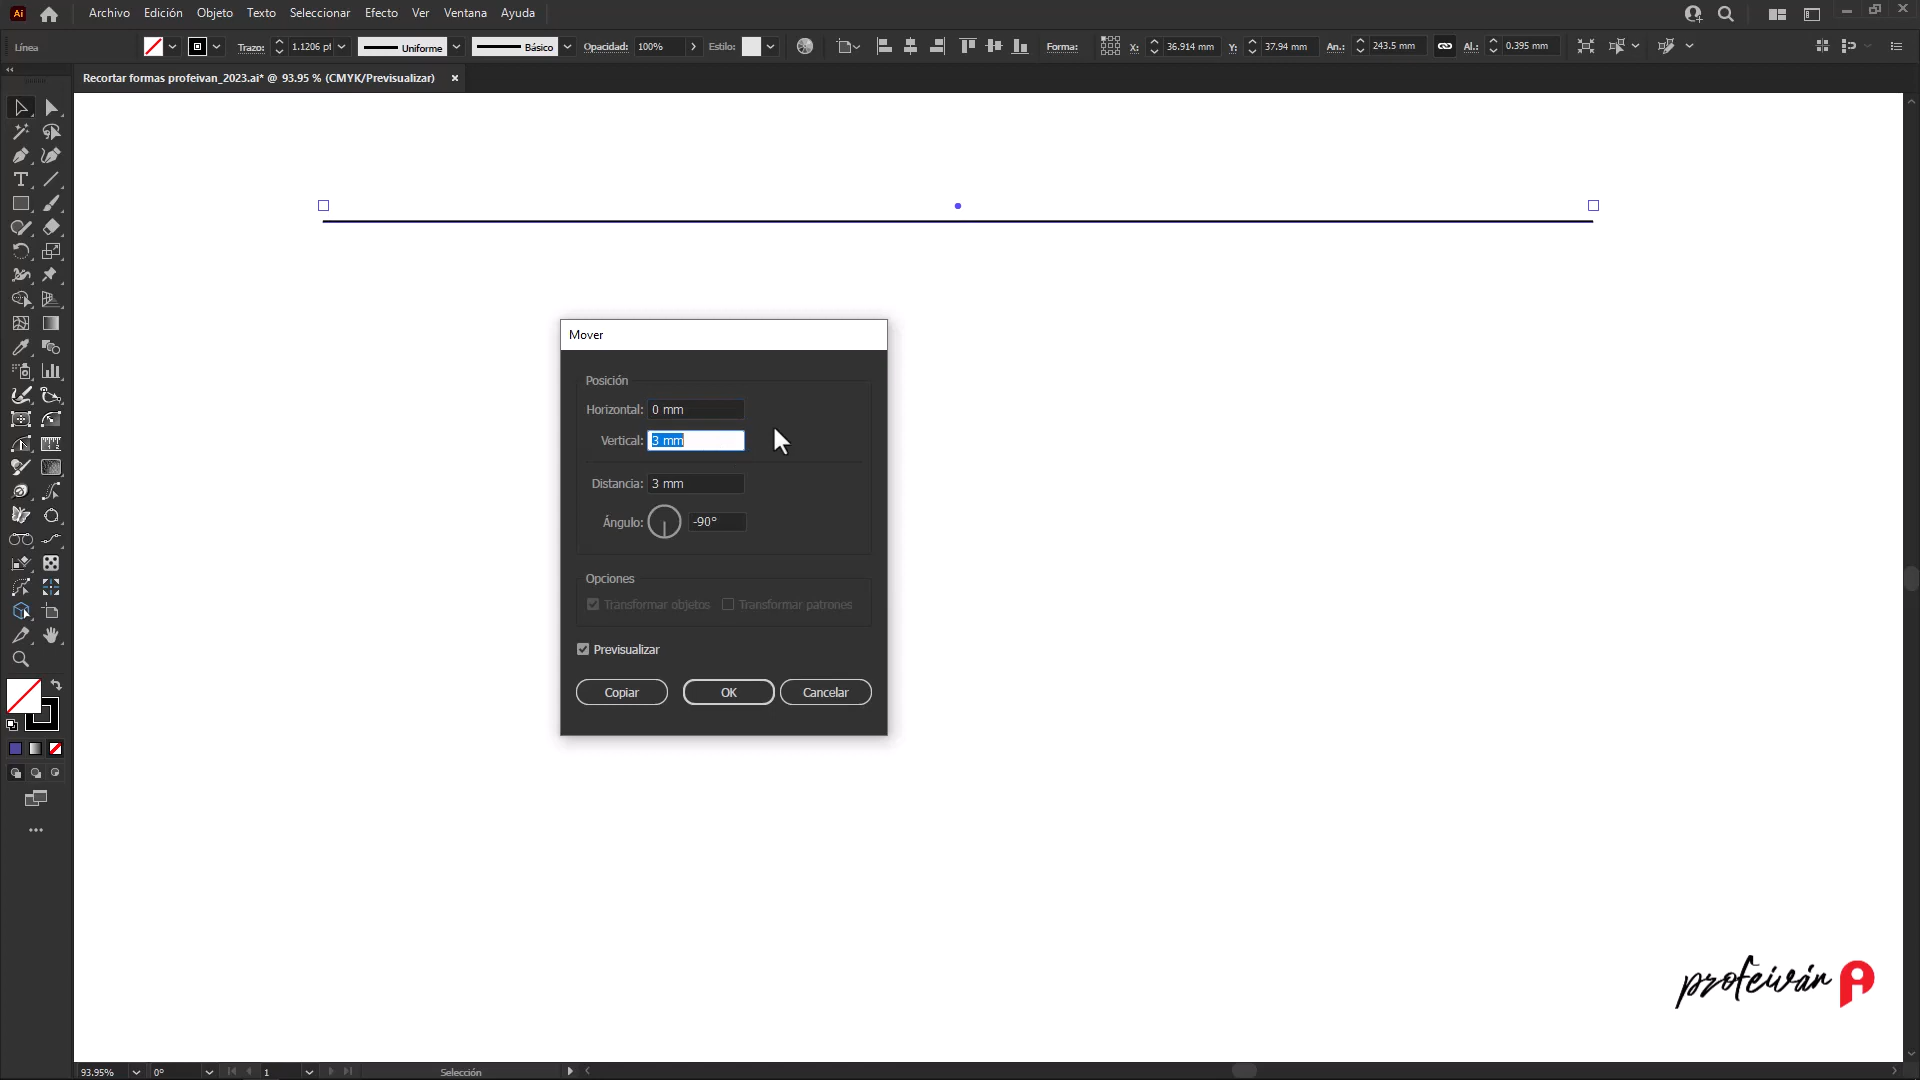 Ai Archivo Edición Objeto Texto Seleccionar Efecto Ver Ventana Ayuda
Línea Trazo: 1.1206 pt Uniforme Básico Opacidad: 100% Estilo: Forma: X: 36.914 mm Y: 37.94 mm An.: 243.5 mm Al.: 0.395 mm
Recortar formas profeivan_2023.ai* @ 93.95 % (CMYK/Previsualizar) ×
Mover
Posición
Horizontal: 0 mm
Vertical: 3 mm
Distancia: 3 mm
Ángulo: -90°
Opciones
Transformar objetos Transformar patrones
Previsualizar
Copiar OK Cancelar
profeiván
93.95% 0° 1 Selección